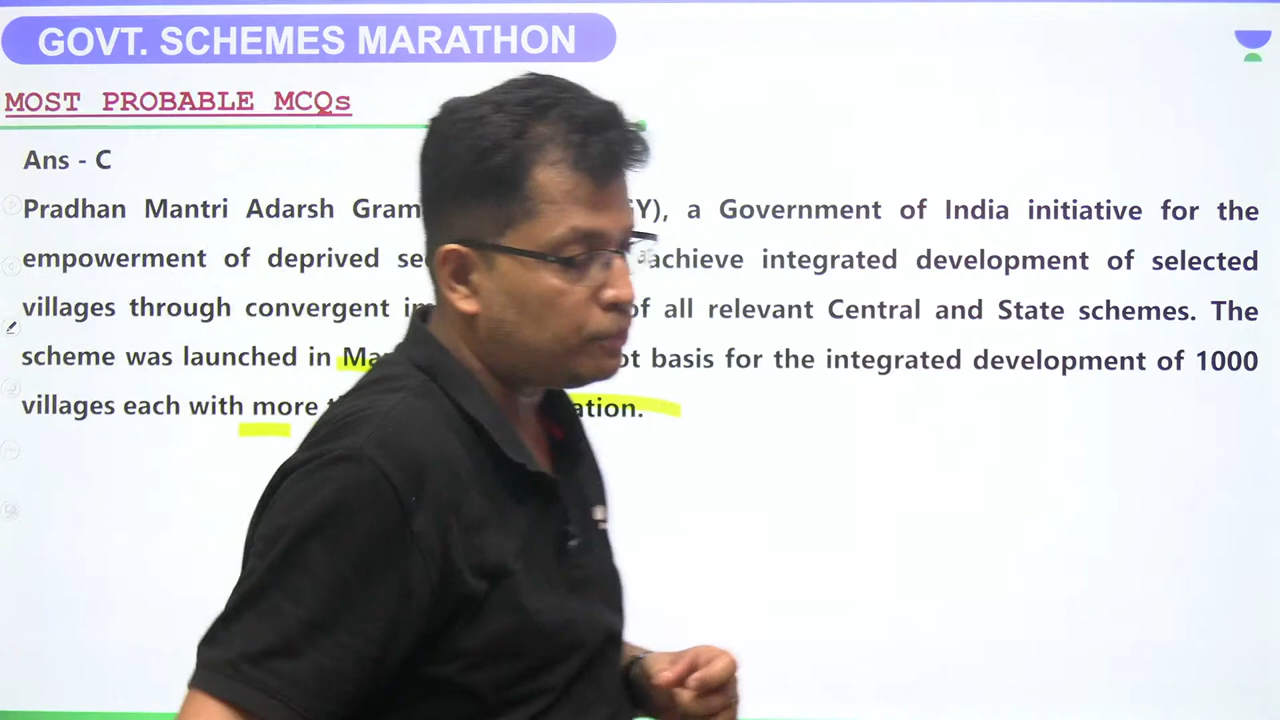 GOVT. SCHEMES MARATHON
MOST PROBABLE MCQs
Ans - C
Pradhan Mantri Adarsh Gram Y), a Government of India initiative for the
empowerment of deprived achieve integrated development of selected
villages through convergent of all relevant Central and State schemes. The
scheme was launched in basis for the integrated development of 1000
villages each with more